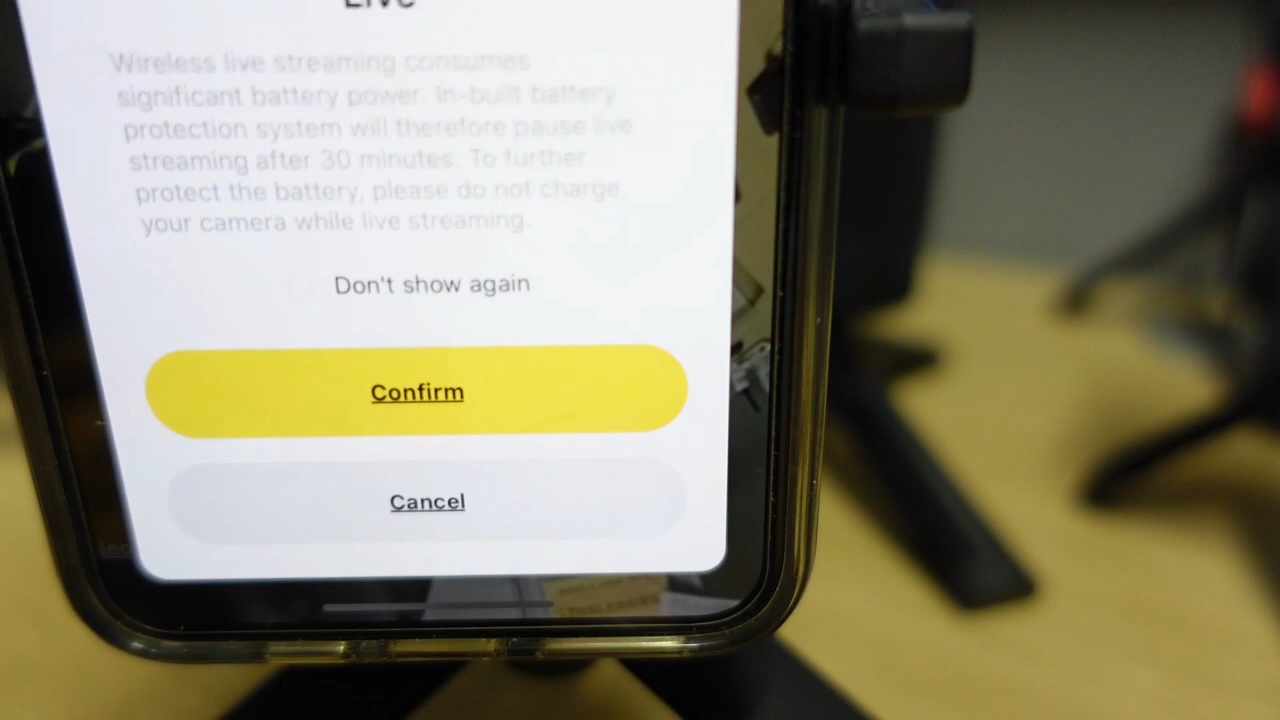 Live
Wireless live streaming consumes
significant battery power. In-built battery
protection system will therefore pause live
streaming after 30 minutes. To further
protect the battery, please do not charge
your camera while live streaming.
Don't show again
Confirm
Cancel